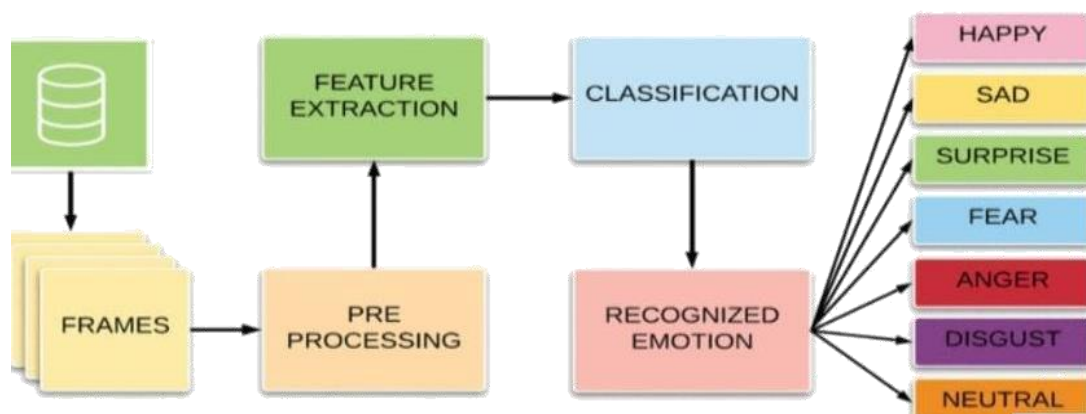 FRAMES
PRE
PROCESSING
FEATURE
EXTRACTION
CLASSIFICATION
RECOGNIZED
EMOTION
HAPPY
SAD
SURPRISE
FEAR
ANGER
DISGUST
NEUTRAL